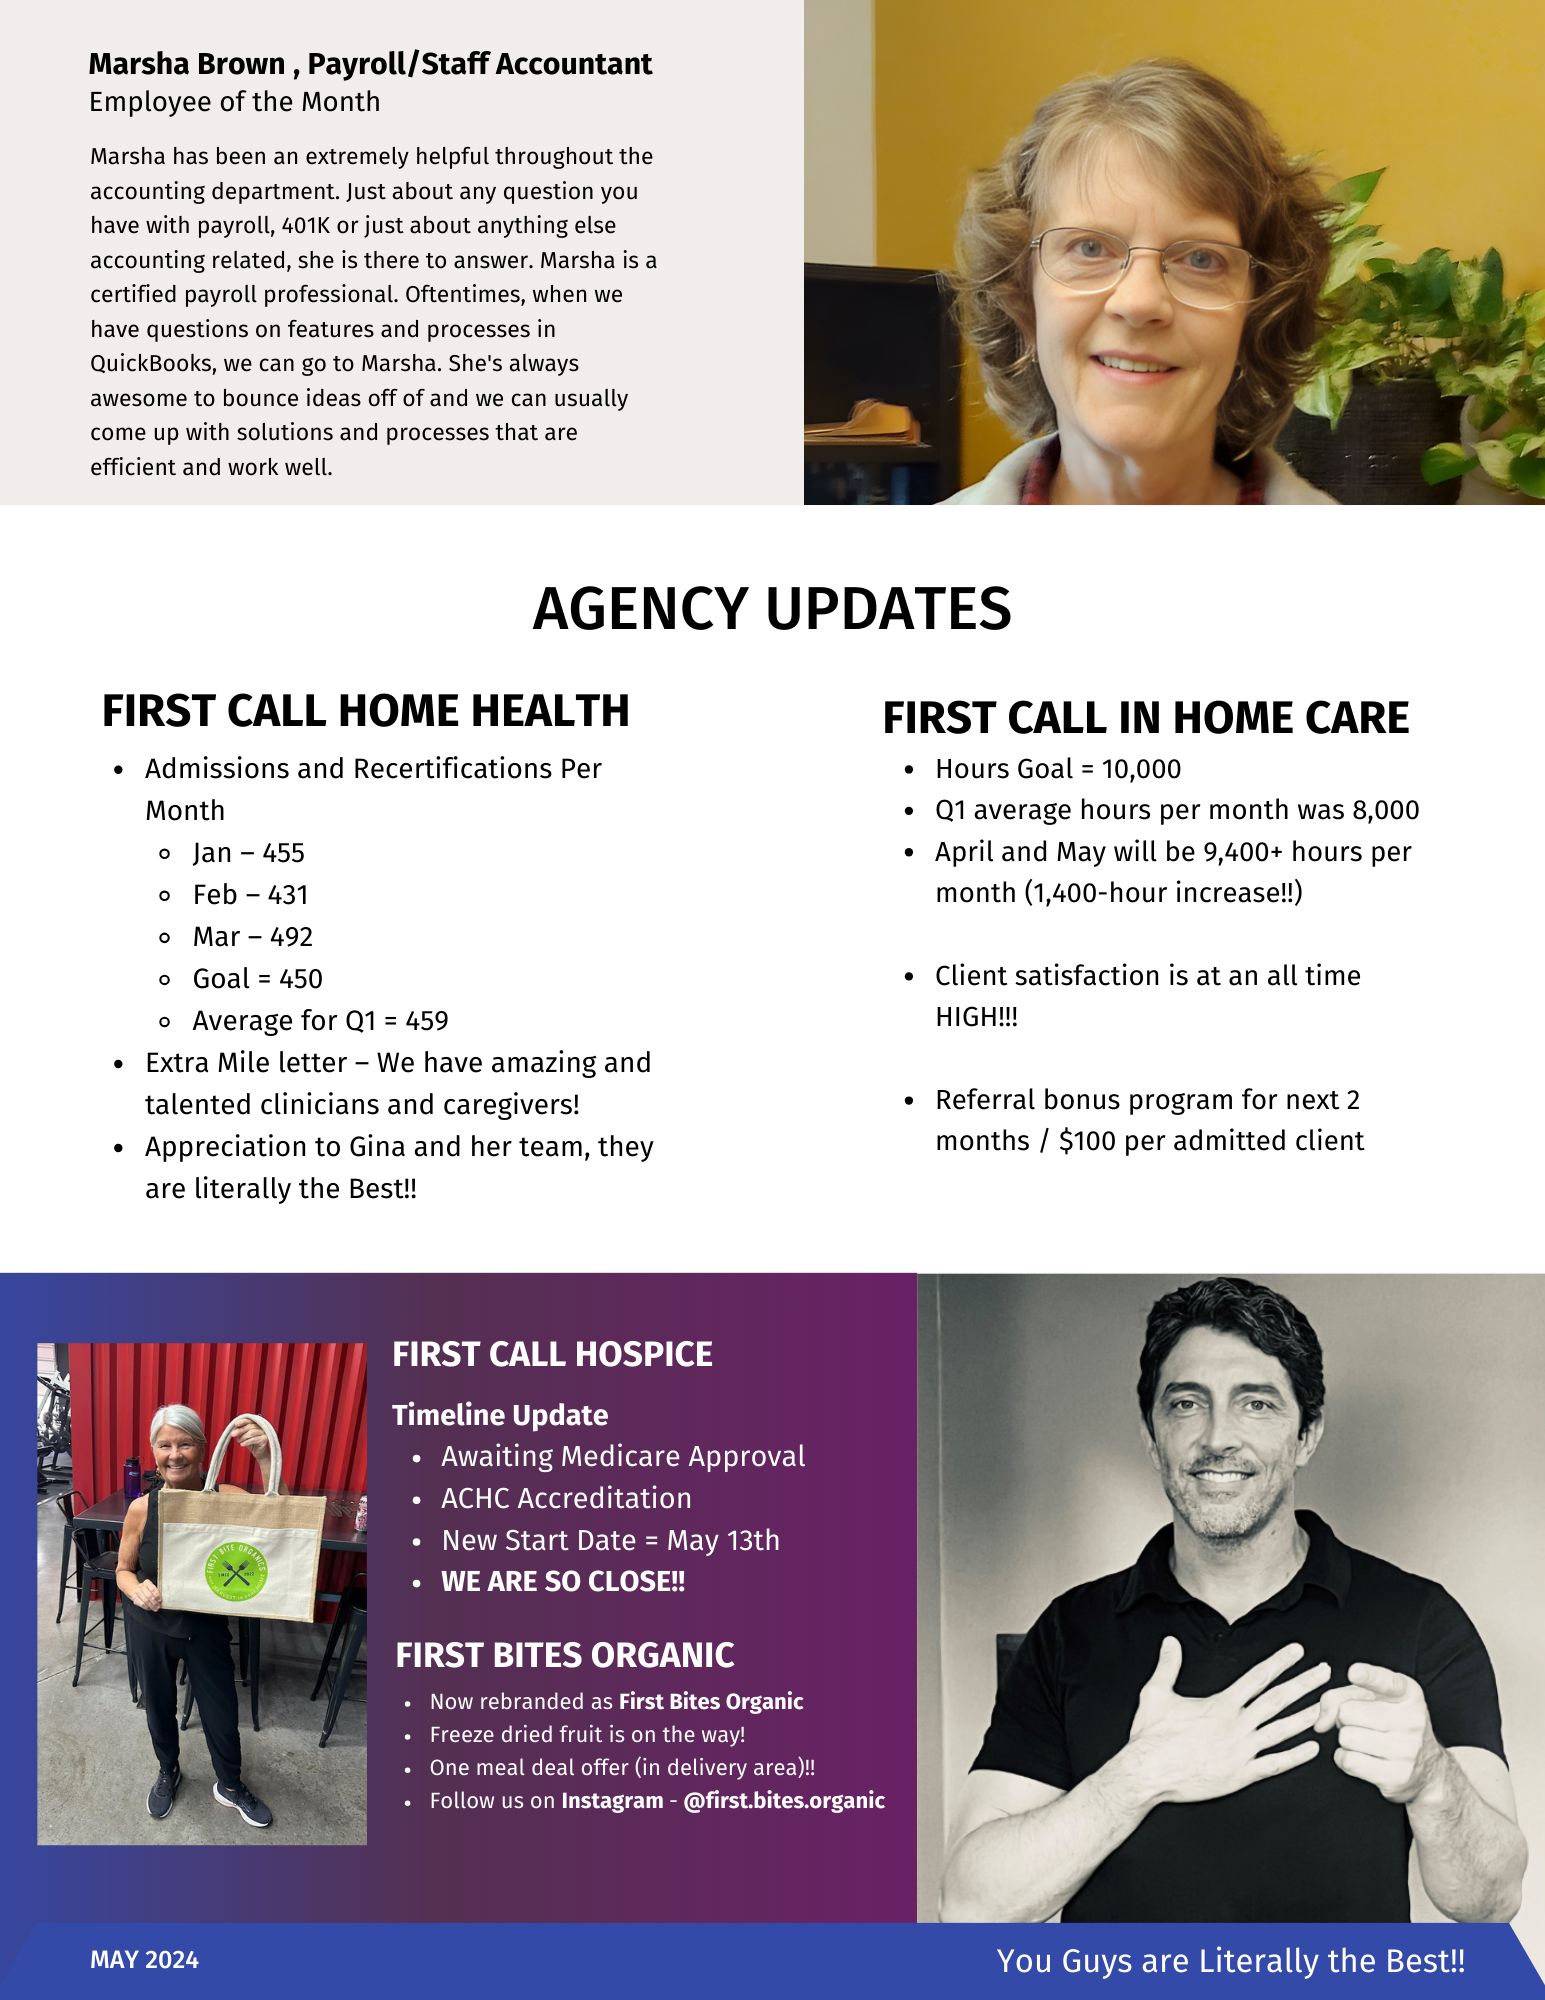 Marsha Brown , Payroll/Staff Accountant
Employee of the Month
Marsha has been an extremely helpful throughout the
accounting department. Just about any question you
have with payroll, 401K or just about anything else
accounting related, she is there to answer. Marsha is a
certified payroll professional. Oftentimes, when we
have questions on features and processes in
QuickBooks, we can go to Marsha. She's always
awesome to bounce ideas off of and we can usually
come up with solutions and processes that are
efficient and work well.
AGENCY UPDATES
FIRST CALL HOME HEALTH
• Admissions and Recertifications Per
Month
◦ Jan – 455
◦ Feb – 431
◦ Mar – 492
◦ Goal = 450
◦ Average for Q1 = 459
• Extra Mile letter – We have amazing and
talented clinicians and caregivers!
• Appreciation to Gina and her team, they
are literally the Best!!
FIRST CALL IN HOME CARE
• Hours Goal = 10,000
• Q1 average hours per month was 8,000
• April and May will be 9,400+ hours per
month (1,400-hour increase!!)
• Client satisfaction is at an all time
HIGH!!!
• Referral bonus program for next 2
months / $100 per admitted client
FIRST BITE ORGANICS
SINCE 2022
FIRST CALL HOSPICE
Timeline Update
• Awaiting Medicare Approval
• ACHC Accreditation
• New Start Date = May 13th
• WE ARE SO CLOSE!!
FIRST BITES ORGANIC
• Now rebranded as First Bites Organic
• Freeze dried fruit is on the way!
• One meal deal offer (in delivery area)!!
• Follow us on Instagram - @first.bites.organic
MAY 2024
You Guys are Literally the Best!!